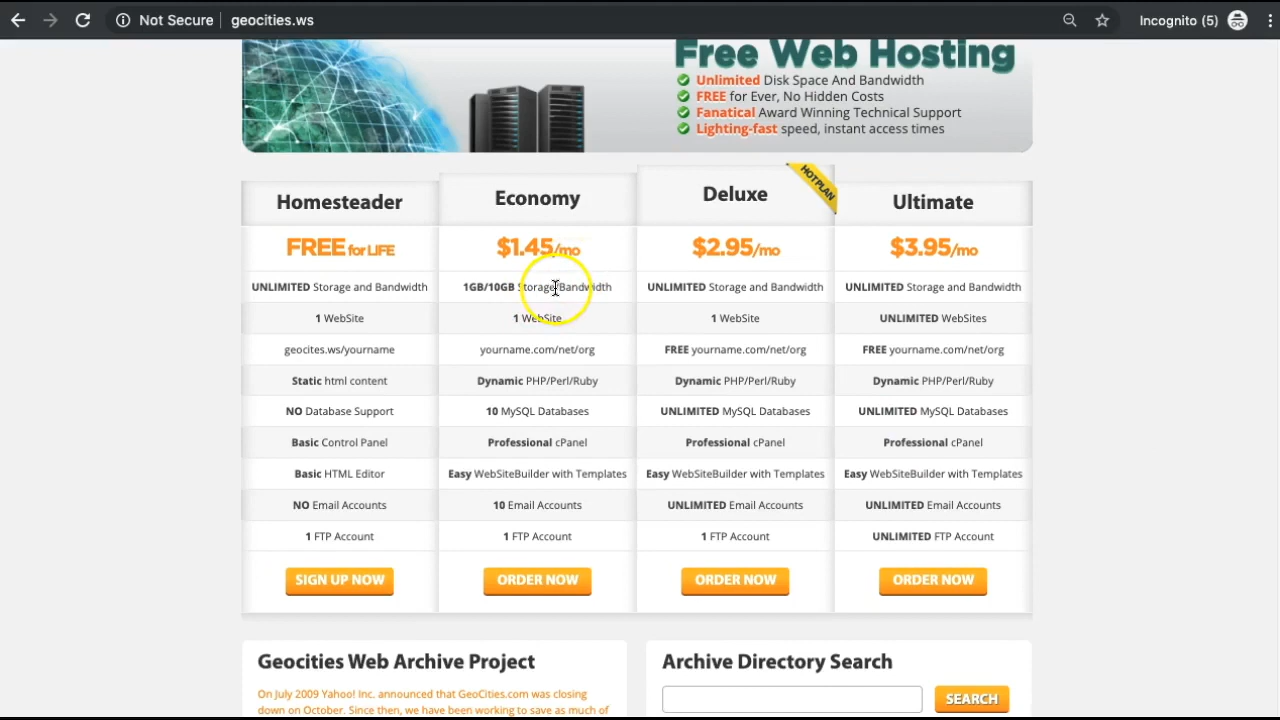 Not Secure geocities.ws Incognito (5)
Free Web Hosting
Unlimited Disk Space And Bandwidth
FREE for Ever, No Hidden Costs
Fanatical Award Winning Technical Support
Lighting-fast speed, instant access times
Homesteader Economy Deluxe HOT PLAN Ultimate
FREE for LIFE $1.45/mo $2.95/mo $3.95/mo
UNLIMITED Storage and Bandwidth 1GB/10GB Storage/Bandwidth UNLIMITED Storage and Bandwidth UNLIMITED Storage and Bandwidth
1 WebSite 1 WebSite 1 WebSite UNLIMITED WebSites
geocites.ws/yourname yourname.com/net/org FREE yourname.com/net/org FREE yourname.com/net/org
Static html content Dynamic PHP/Perl/Ruby Dynamic PHP/Perl/Ruby Dynamic PHP/Perl/Ruby
NO Database Support 10 MySQL Databases UNLIMITED MySQL Databases UNLIMITED MySQL Databases
Basic Control Panel Professional cPanel Professional cPanel Professional cPanel
Basic HTML Editor Easy WebSiteBuilder with Templates Easy WebSiteBuilder with Templates Easy WebSiteBuilder with Templates
NO Email Accounts 10 Email Accounts UNLIMITED Email Accounts UNLIMITED Email Accounts
1 FTP Account 1 FTP Account 1 FTP Account UNLIMITED FTP Account
SIGN UP NOW ORDER NOW ORDER NOW ORDER NOW
Geocities Web Archive Project
On July 2009 Yahoo! Inc. announced that GeoCities.com was closing
down on October. Since then, we have been working to save as much of
Archive Directory Search
SEARCH